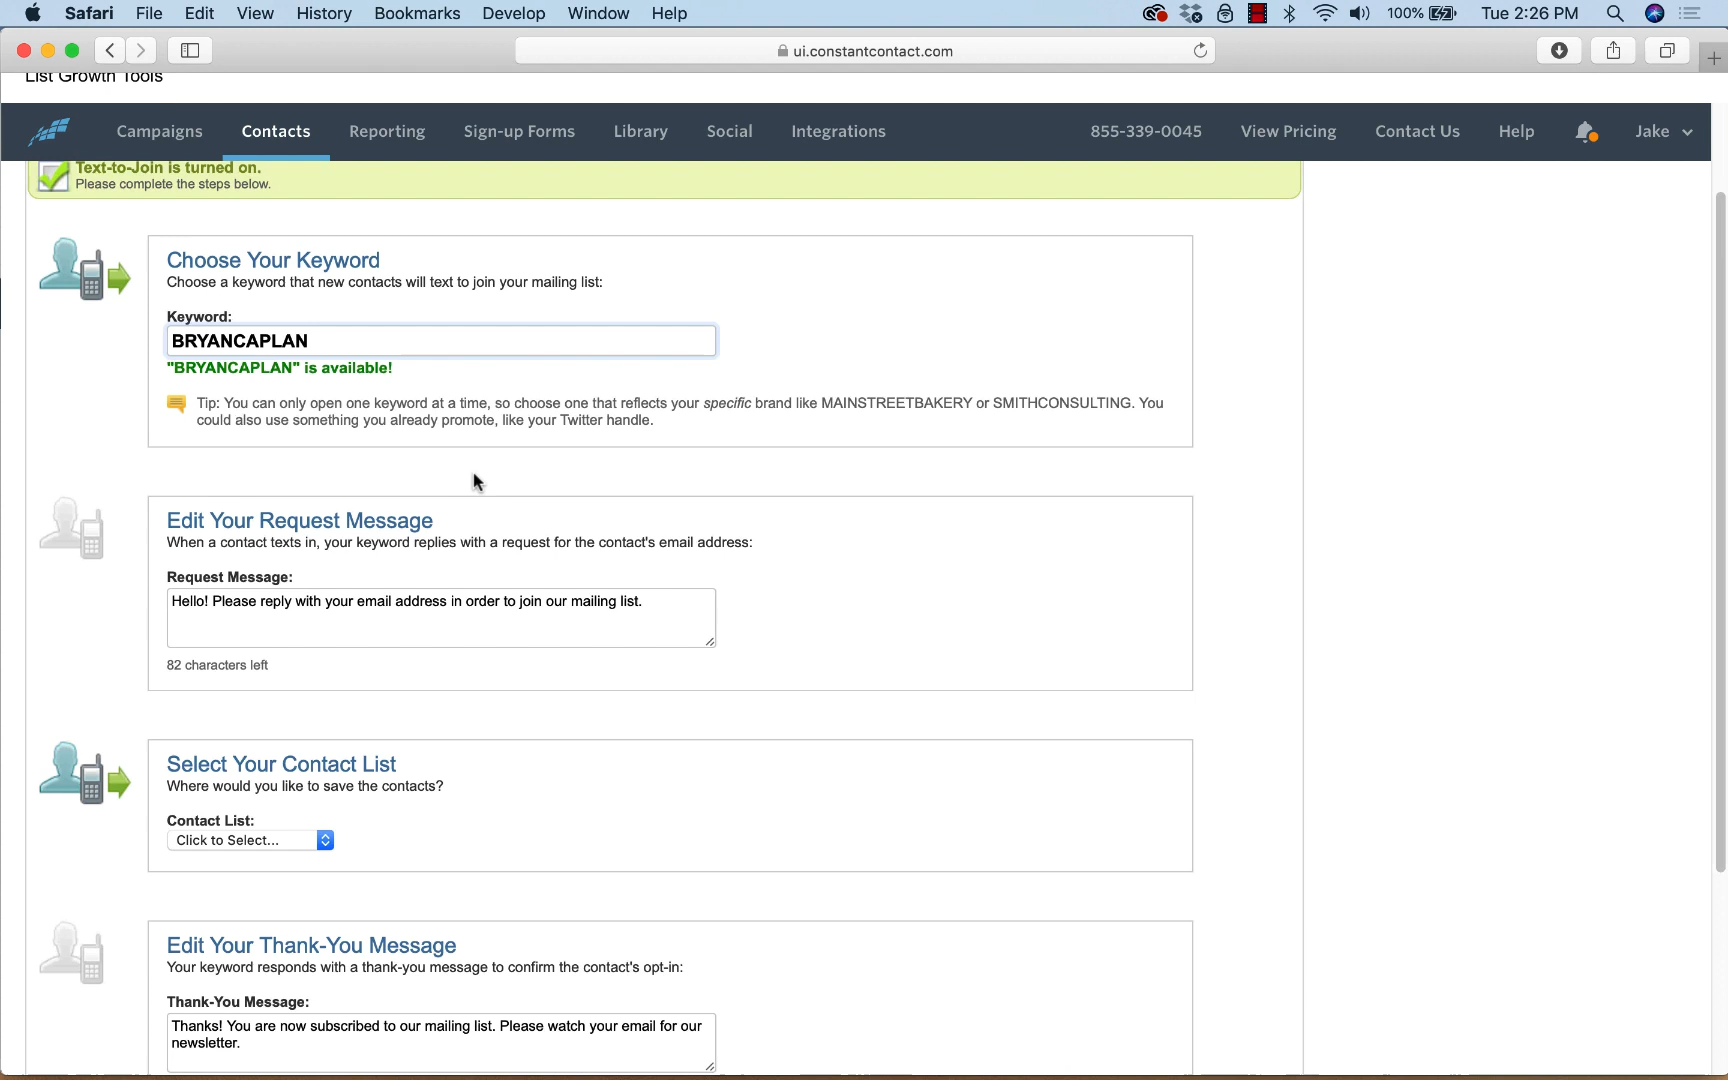 Safari File Edit View History Bookmarks Develop Window Help 100% Tue 2:26 PM
ui.constantcontact.com
List Growth Tools
Campaigns Contacts Reporting Sign-up Forms Library Social Integrations 855-339-0045 View Pricing Contact Us Help Jake
Text-to-Join is turned on.
Please complete the steps below.
Choose Your Keyword
Choose a keyword that new contacts will text to join your mailing list:
Keyword:
BRYANCAPLAN
"BRYANCAPLAN" is available!
Tip: You can only open one keyword at a time, so choose one that reflects your specific brand like MAINSTREETBAKERY or SMITHCONSULTING. You
could also use something you already promote, like your Twitter handle.
Edit Your Request Message
When a contact texts in, your keyword replies with a request for the contact's email address:
Request Message:
Hello! Please reply with your email address in order to join our mailing list.
82 characters left
Select Your Contact List
Where would you like to save the contacts?
Contact List:
Click to Select...
Edit Your Thank-You Message
Your keyword responds with a thank-you message to confirm the contact's opt-in:
Thank-You Message:
Thanks! You are now subscribed to our mailing list. Please watch your email for our
newsletter.